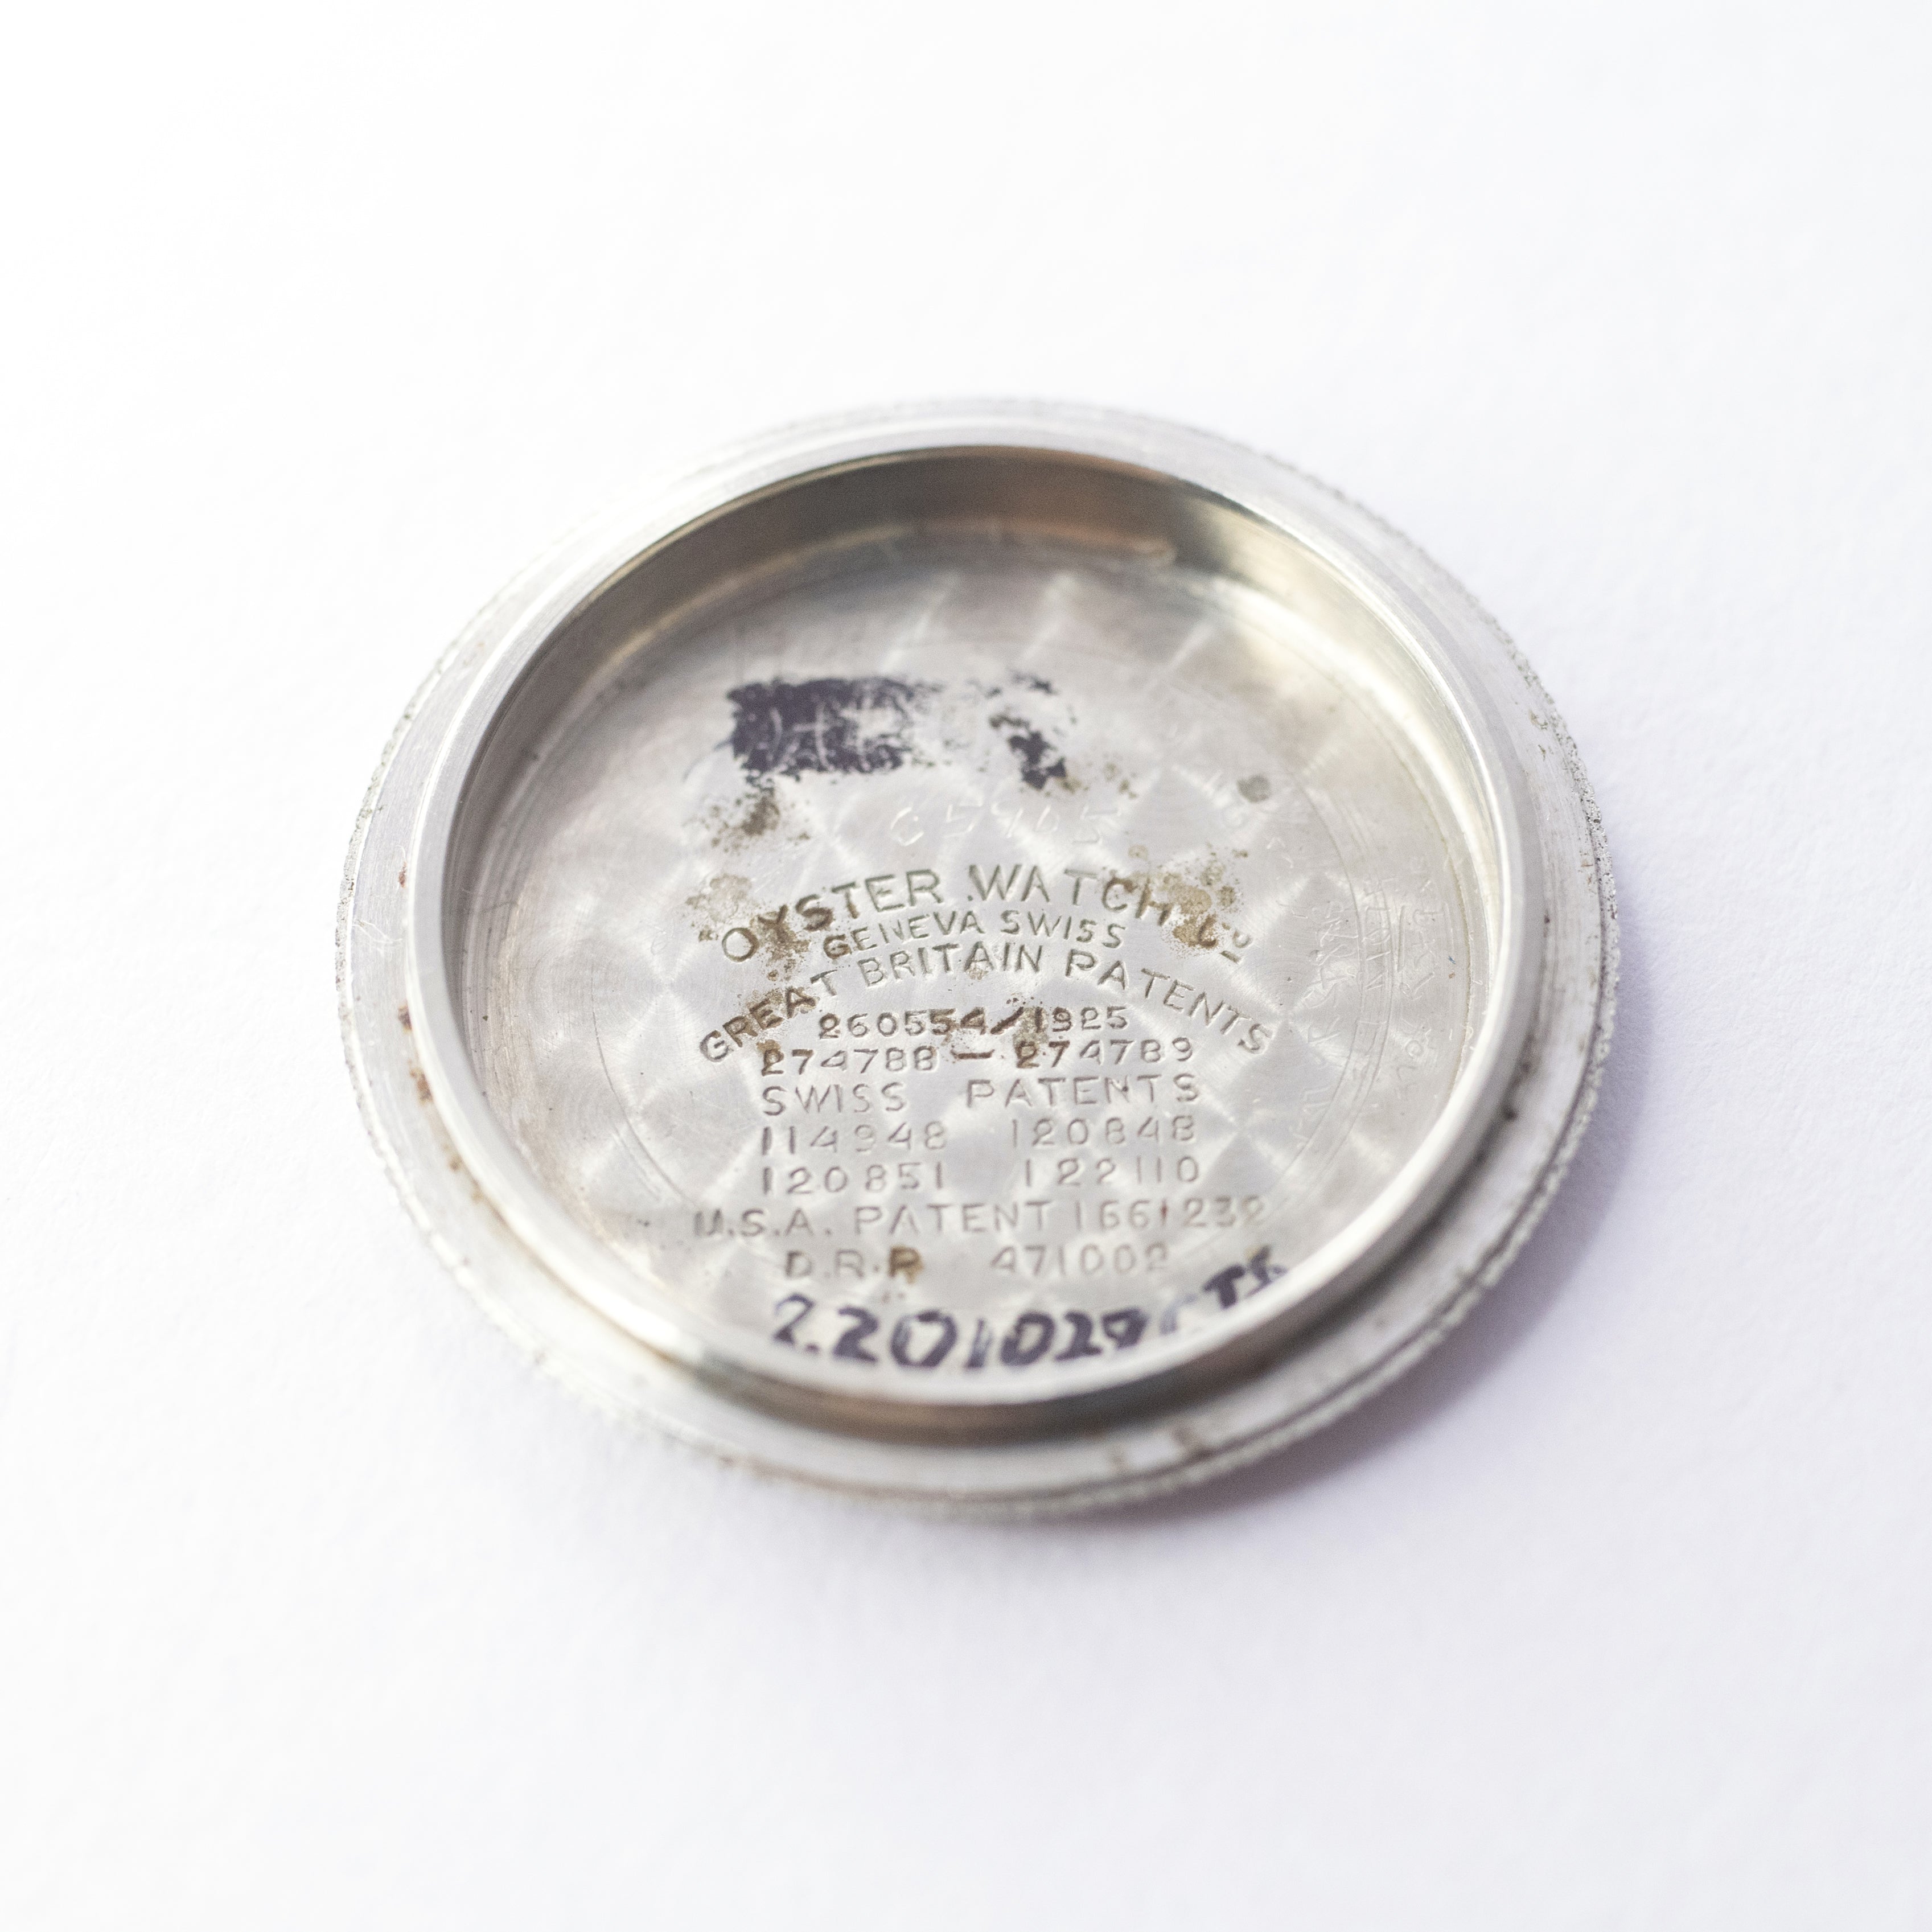 OYSTER WATCH Co
GENEVA SWISS
GREAT BRITAIN PATENTS
260554/1925
274788 — 274789
SWISS PATENTS
114948 120848
120851 122110
U.S.A. PATENT 1661232
D.R.P 471002